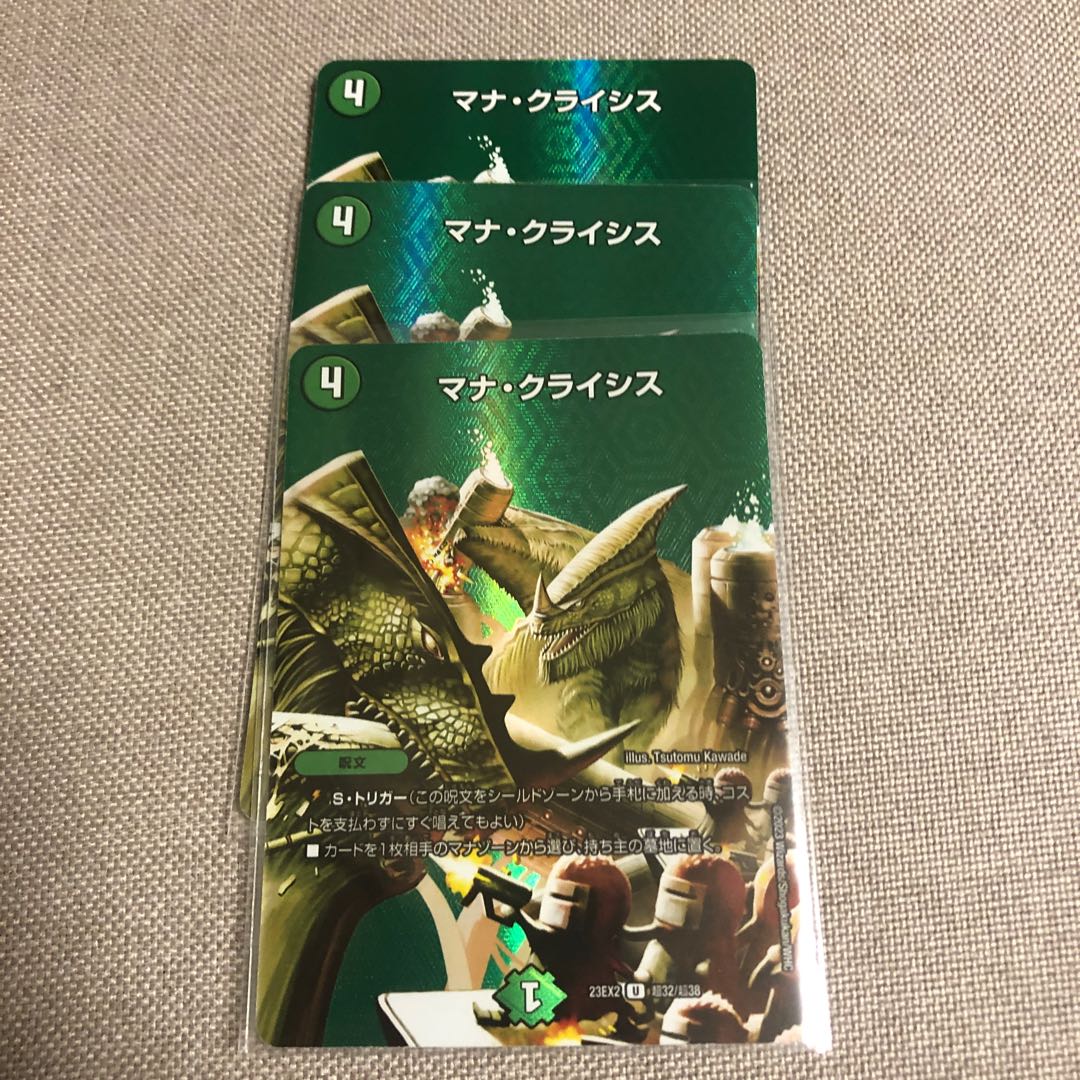 4
マナ・クライシス
4
マナ・クライシス
4
マナ・クライシス
illus. Tsutomu Kawade
呪文
S・トリガー(この呪文をシールドゾーンから手札に加える時、コス
トを支払わずにすぐ唱えてもよい)
■ カードを1枚相手のマナゾーンから選び、持ち主の墓地に置く。
1
23EX2 U 超32/超38